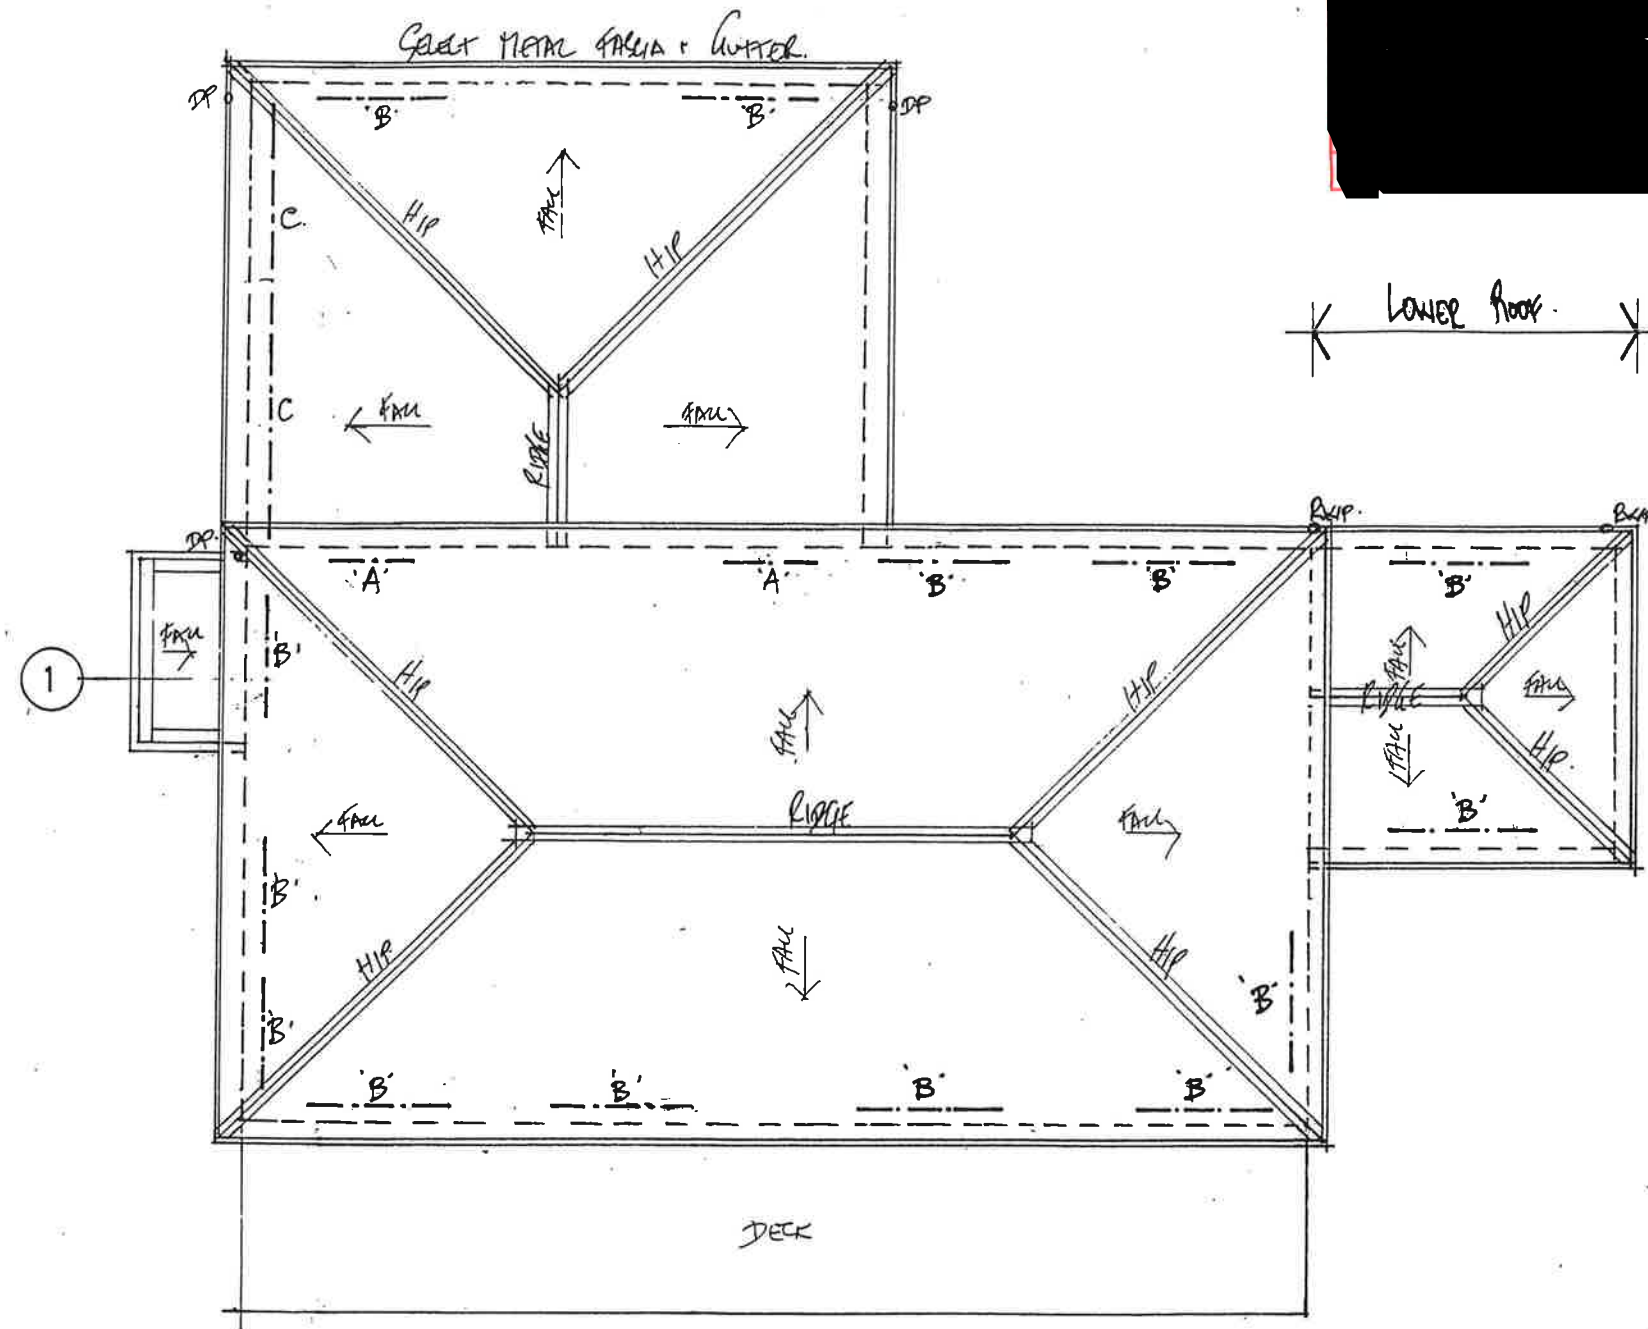 SELECT METAL FASCIA + GUTTER.
DP
DP
'B'
'B'
FALL
C.
HIP
HIP
LOWER ROOF.
C
FALL
FALL
RIDGE
DP.
'A'
'A'
'B'
'B'
'B'
FALL
'B'
1
HIP
HIP
HIP
FALL
RIDGE
FALL
FALL
HIP.
FALL
RIDGE
FALL
FALL
'B'
'B'
HIP.
FALL
HIP
'B'
'B'
'B'
'B'
'B'
'B'
DECK